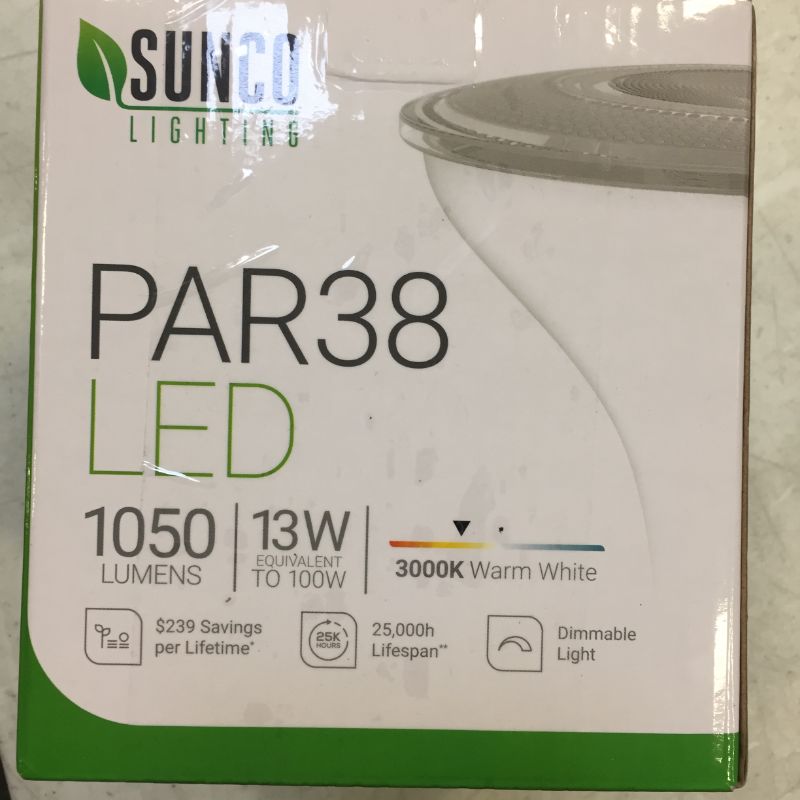 SUNCO
LIGHTING
PAR38
LED
1050
LUMENS
13W
EQUIVALENT
TO 100W
3000K Warm White
$239 Savings
per Lifetime*
25K
HOURS
25,000h
Lifespan**
Dimmable
Light